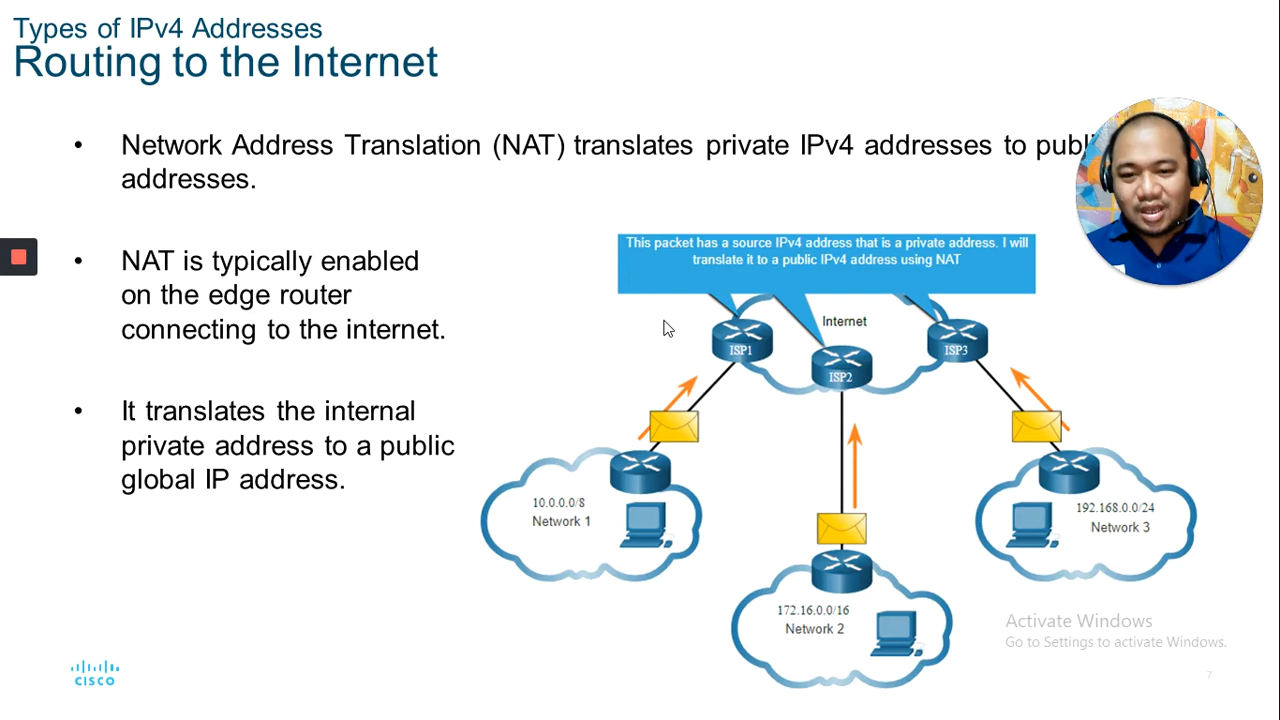 Types of IPv4 Addresses
Routing to the Internet
• Network Address Translation (NAT) translates private IPv4 addresses to
addresses.
• NAT is typically enabled
on the edge router
connecting to the internet.
• It translates the internal
private address to a public
global IP address.
This packet has a source IPv4 address that is a private address. I will
translate it to a public IPv4 address using NAT
Internet
ISP1
ISP2
ISP3
10.0.0.0/8
Network 1
172.16.0.0/16
Network 2
192.168.0.0/24
Network 3
Activate Windows
Go to Settings to activate Windows.
CISCO
7